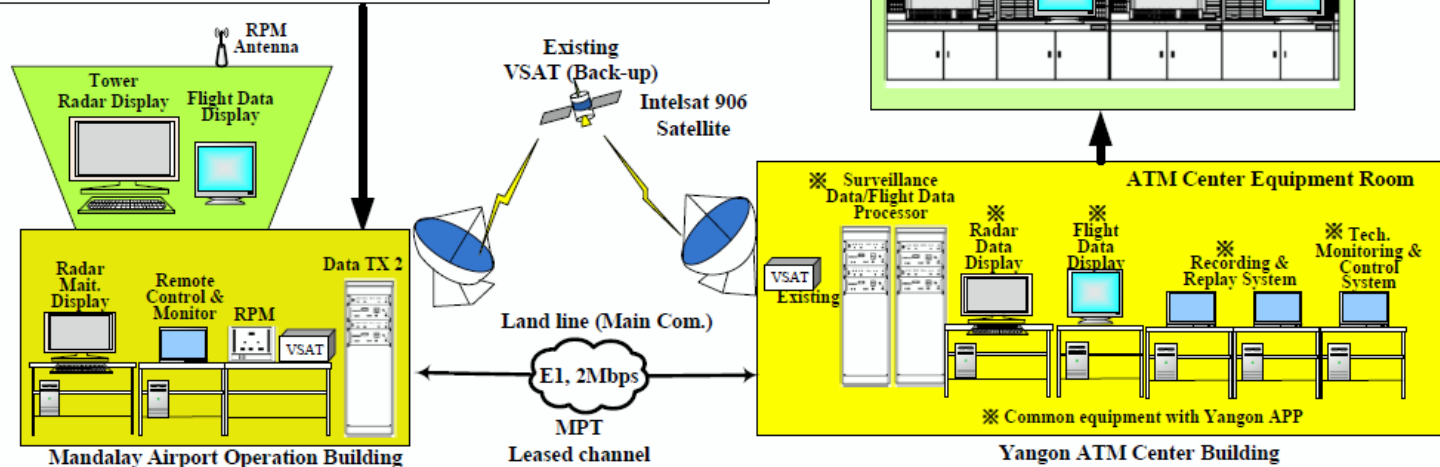 RPM
Antenna
Tower
Radar Display
Flight Data
Display
Existing
VSAT (Back-up)
Intelsat 906
Satellite
Radar
Mait.
Display
Remote
Control &
Monitor
RPM
VSAT
Data TX 2
Mandalay Airport Operation Building
Land line (Main Com.)
E1, 2Mbps
MPT
Leased channel
ATM Center Equipment Room
※ Surveillance
Data/Flight Data
Processor
VSAT
Existing
※
Radar
Data
Display
※
Flight
Data
Display
※
Recording &
Replay System
※ Tech.
Monitoring &
Control
System
※ Common equipment with Yangon APP
Yangon ATM Center Building